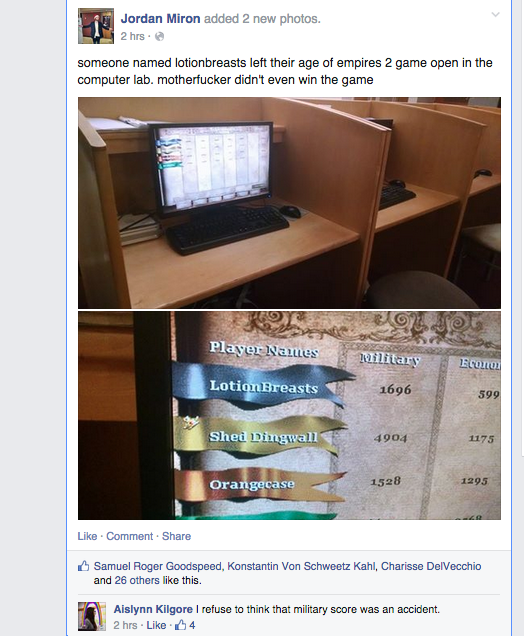 Jordan Miron added 2 new photos.
2 hrs ·
someone named lotionbreasts left their age of empires 2 game open in the
computer lab. motherfucker didn't even win the game
Player Names Military Econom
LotionBreasts 1696 599
Shed Dingwall 4904 1175
Orangecase 1528 1295
Like · Comment · Share
Samuel Roger Goodspeed, Konstantin Von Schweetz Kahl, Charisse DelVecchio
and 26 others like this.
Aislynn Kilgore I refuse to think that military score was an accident.
2 hrs · Like · 4